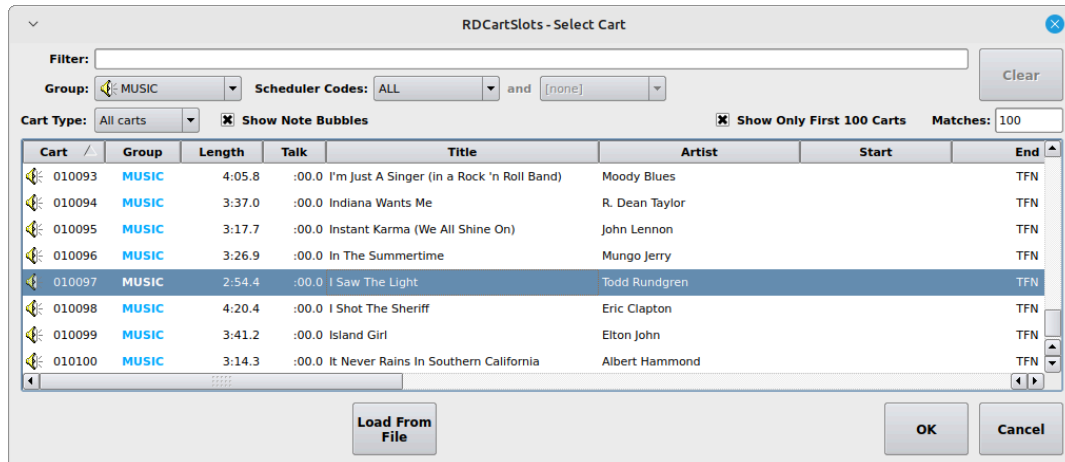 RDCartSlots - Select Cart
Filter:
Clear
Group: MUSIC Scheduler Codes: ALL and [none]
Cart Type: All carts Show Note Bubbles Show Only First 100 Carts Matches: 100
Cart Group Length Talk Title Artist Start End
010093 MUSIC 4:05.8 :00.0 I'm Just A Singer (in a Rock 'n Roll Band) Moody Blues TFN
010094 MUSIC 3:37.0 :00.0 Indiana Wants Me R. Dean Taylor TFN
010095 MUSIC 3:17.7 :00.0 Instant Karma (We All Shine On) John Lennon TFN
010096 MUSIC 3:26.9 :00.0 In The Summertime Mungo Jerry TFN
010097 MUSIC 2:54.4 :00.0 I Saw The Light Todd Rundgren TFN
010098 MUSIC 4:20.4 :00.0 I Shot The Sheriff Eric Clapton TFN
010099 MUSIC 3:41.2 :00.0 Island Girl Elton John TFN
010100 MUSIC 3:14.3 :00.0 It Never Rains In Southern California Albert Hammond TFN
Load From
File
OK Cancel